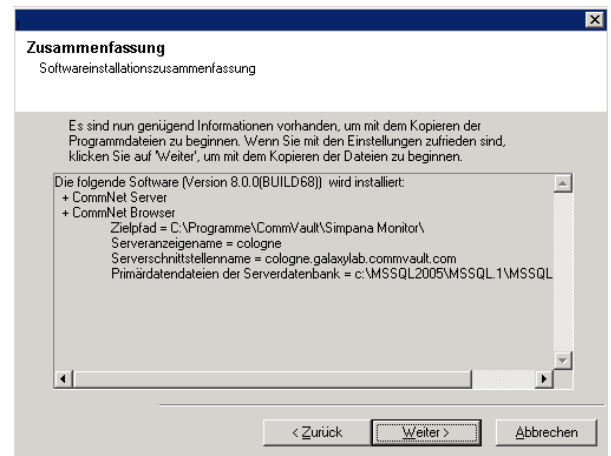 Zusammenfassung
Softwareinstallationszusammenfassung
Es sind nun genügend Informationen vorhanden, um mit dem Kopieren der
Programmdateien zu beginnen. Wenn Sie mit den Einstellungen zufrieden sind,
klicken Sie auf 'Weiter', um mit dem Kopieren der Dateien zu beginnen.
Die folgende Software (Version 8.0.0(BUILD68)) wird installiert:
+ CommNet Server
+ CommNet Browser
Zielpfad = C:\Programme\CommVault\Simpana Monitor\
Serveranzeigename = cologne
Serverschnittstellenname = cologne.galaxylab.commvault.com
Primärdatendateien der Serverdatenbank = c:\MSSQL2005\MSSQL.1\MSSQL
< Zurück
Weiter >
Abbrechen